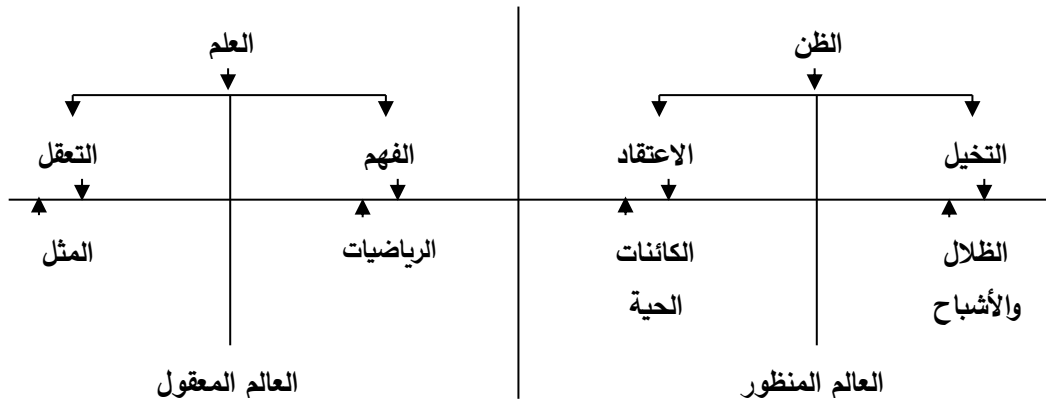 الظن
العلم
التخيل
الاعتقاد
الفهم
التعقل
الظلال
والأشباح
الكائنات
الحية
الرياضيات
المثل
العالم المنظور
العالم المعقول